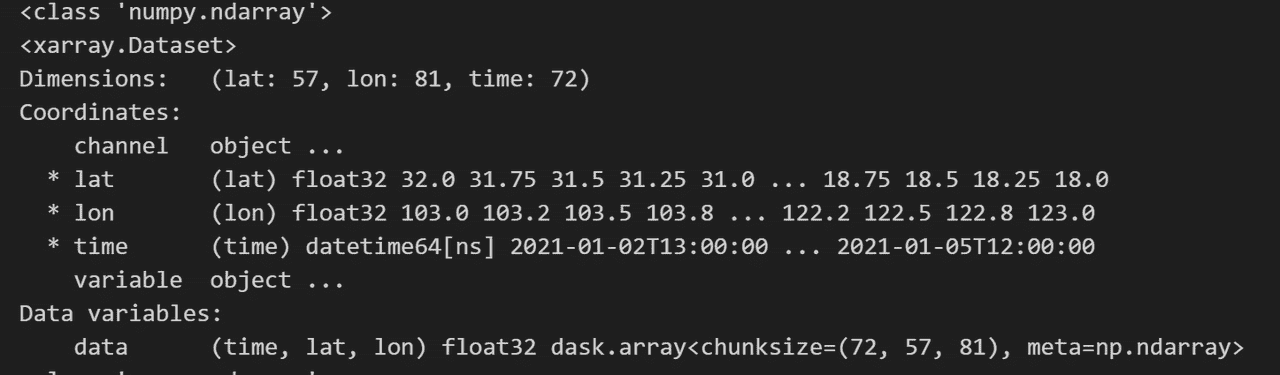 <class 'numpy.ndarray'>
<xarray.Dataset>
Dimensions:   (lat: 57, lon: 81, time: 72)
Coordinates:
    channel   object ...
  * lat       (lat) float32 32.0 31.75 31.5 31.25 31.0 ... 18.75 18.5 18.25 18.0
  * lon       (lon) float32 103.0 103.2 103.5 103.8 ... 122.2 122.5 122.8 123.0
  * time      (time) datetime64[ns] 2021-01-02T13:00:00 ... 2021-01-05T12:00:00
    variable  object ...
Data variables:
    data      (time, lat, lon) float32 dask.array<chunksize=(72, 57, 81), meta=np.ndarray>